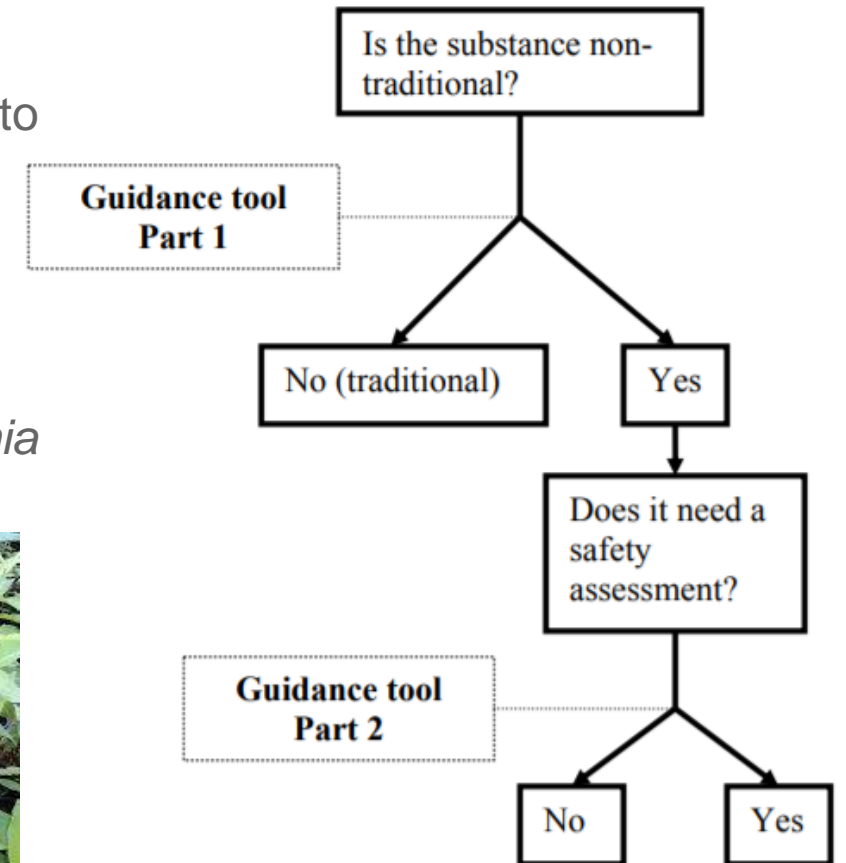 Is the substance non-
traditional?
to
Guidance tool
Part 1
No (traditional)
Yes
Does it need a
safety
assessment?
Guidance tool
Part 2
No
Yes